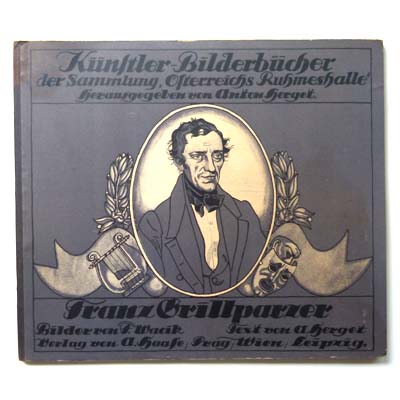 Künstler-Bilderbücher
der Sammlung „Österreichs Ruhmeshalle“
Herausgegeben von Anton Herget.
Franz Grillparzer
Bilder von F. Wacik Text von A. Herget
Verlag von A. Haase, Prag, Wien, Leipzig.